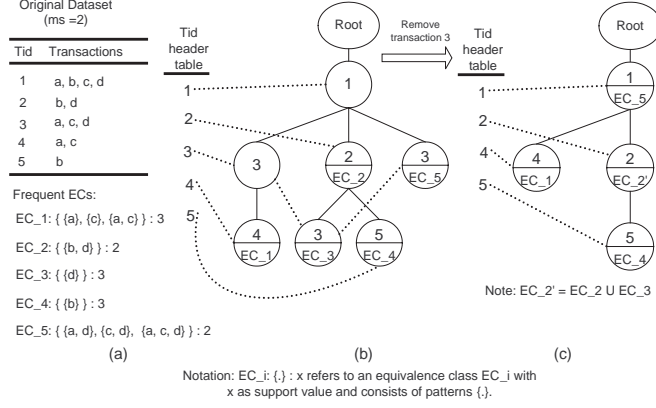 Original Dataset
(ms =2)
Tid Transactions
1 a, b, c, d
2 b, d
3 a, c, d
4 a, c
5 b
Frequent ECs:
EC_1: { {a}, {c}, {a, c} } : 3
EC_2: { {b, d} } : 2
EC_3: { {d} } : 3
EC_4: { {b} } : 3
EC_5: { {a, d}, {c, d}, {a, c, d} } : 2
(a)
Tid
header
table
1
2
3
4
5
Root
1
3
2
EC_2
3
EC_5
4
EC_1
3
EC_3
5
EC_4
(b)
Remove
transaction 3
Tid
header
table
1
2
4
5
Root
1
EC_5
4
EC_1
2
EC_2'
5
EC_4
Note: EC_2' = EC_2 U EC_3
(c)
Notation: EC_i: {.} : x refers to an equivalence class EC_i with
x as support value and consists of patterns {.}.